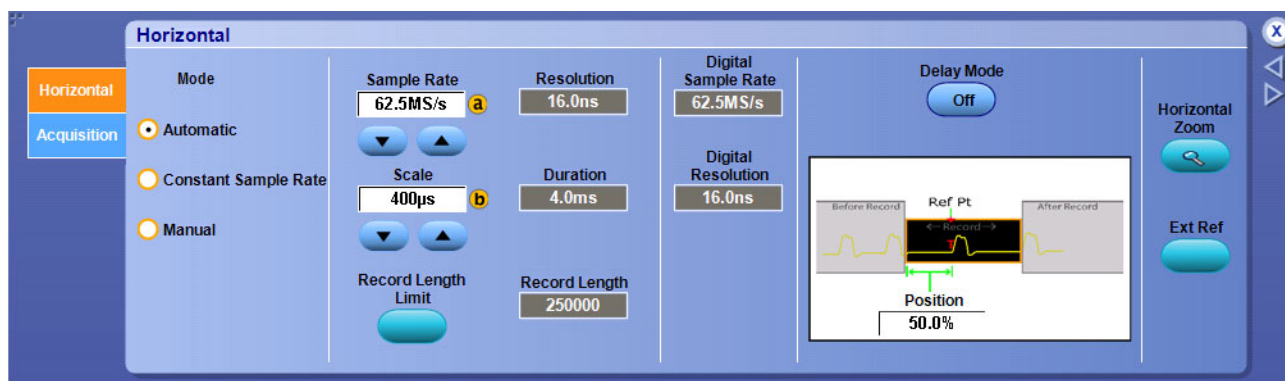 Horizontal
Horizontal
Acquisition
Mode
Automatic
Constant Sample Rate
Manual
Sample Rate
62.5MS/s
a
Scale
400µs
b
Record Length
Limit
Resolution
16.0ns
Duration
4.0ms
Record Length
250000
Digital
Sample Rate
62.5MS/s
Digital
Resolution
16.0ns
Delay Mode
Off
Before Record
Ref Pt
After Record
Record
T
Position
50.0%
Horizontal
Zoom
Ext Ref
X